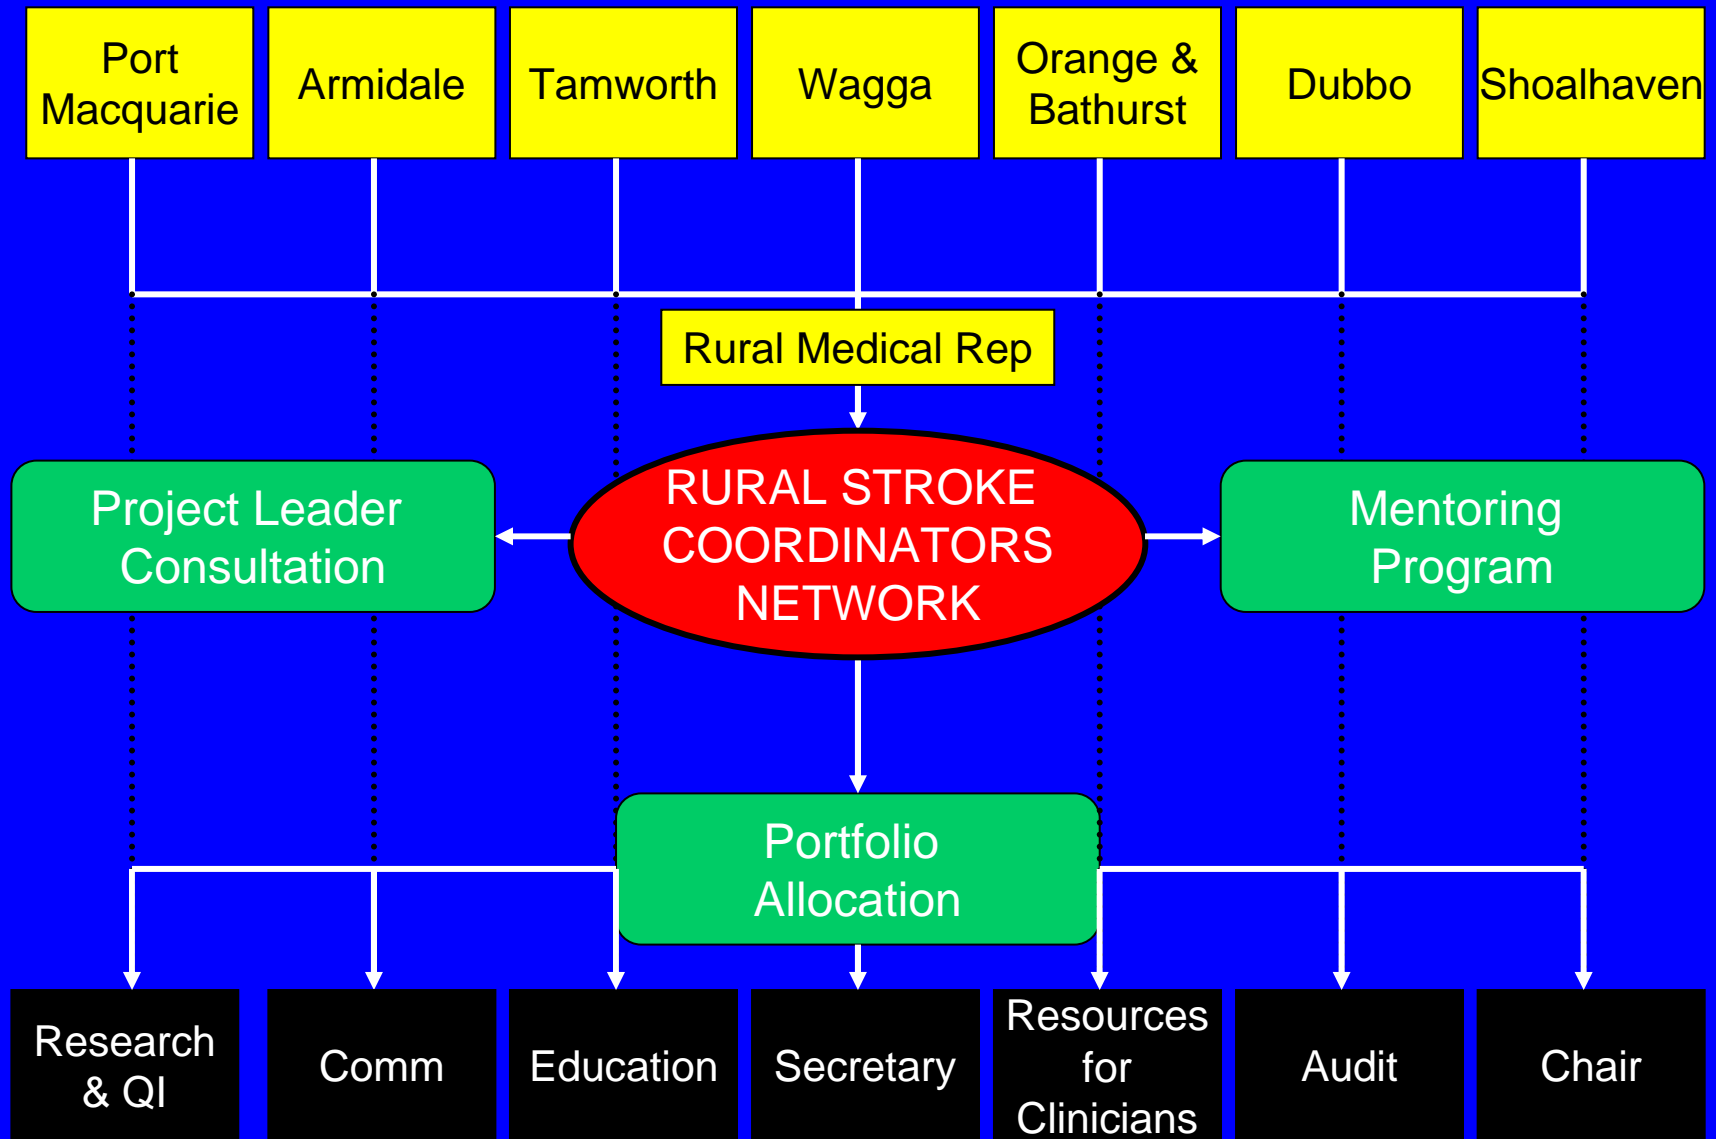 Port
Macquarie
Armidale
Tamworth
Wagga
Orange &
Bathurst
Dubbo
Shoalhaven
Rural Medical Rep
Project Leader
Consultation
RURAL STROKE
COORDINATORS
NETWORK
Mentoring
Program
Portfolio
Allocation
Research
& QI
Comm
Education
Secretary
Resources
for
Clinicians
Audit
Chair